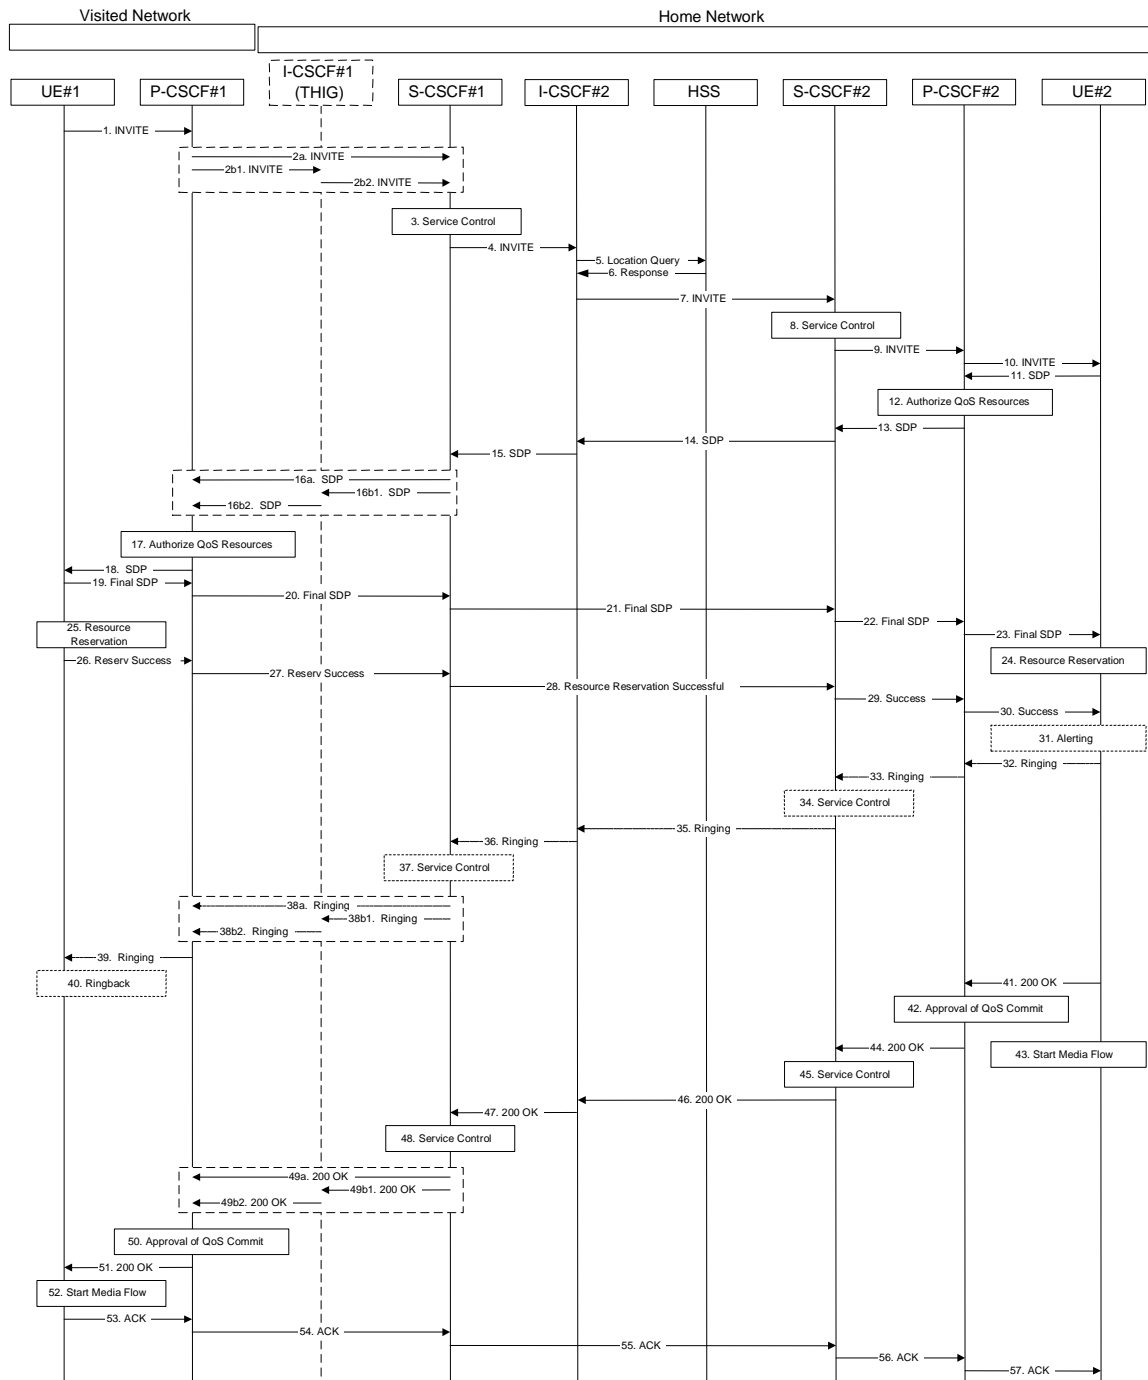 Visited Network
Home Network
UE#1
P-CSCF#1
I-CSCF#1
(THIG)
S-CSCF#1
I-CSCF#2
HSS
S-CSCF#2
P-CSCF#2
UE#2
1. INVITE
2a. INVITE
2b1. INVITE
2b2. INVITE
3. Service Control
4. INVITE
5. Location Query
6. Response
7. INVITE
8. Service Control
9. INVITE
10. INVITE
11. SDP
12. Authorize QoS Resources
13. SDP
14. SDP
15. SDP
16a. SDP
16b1. SDP
16b2. SDP
17. Authorize QoS Resources
18. SDP
19. Final SDP
20. Final SDP
21. Final SDP
22. Final SDP
23. Final SDP
25. Resource
Reservation
24. Resource Reservation
26. Reserv Success
27. Reserv Success
28. Resource Reservation Successful
29. Success
30. Success
31. Alerting
32. Ringing
33. Ringing
34. Service Control
35. Ringing
36. Ringing
37. Service Control
38a. Ringing
38b1. Ringing
38b2. Ringing
39. Ringing
40. Ringback
41. 200 OK
42. Approval of QoS Commit
44. 200 OK
43. Start Media Flow
45. Service Control
46. 200 OK
47. 200 OK
48. Service Control
49a. 200 OK
49b1. 200 OK
49b2. 200 OK
50. Approval of QoS Commit
51. 200 OK
52. Start Media Flow
53. ACK
54. ACK
55. ACK
56. ACK
57. ACK